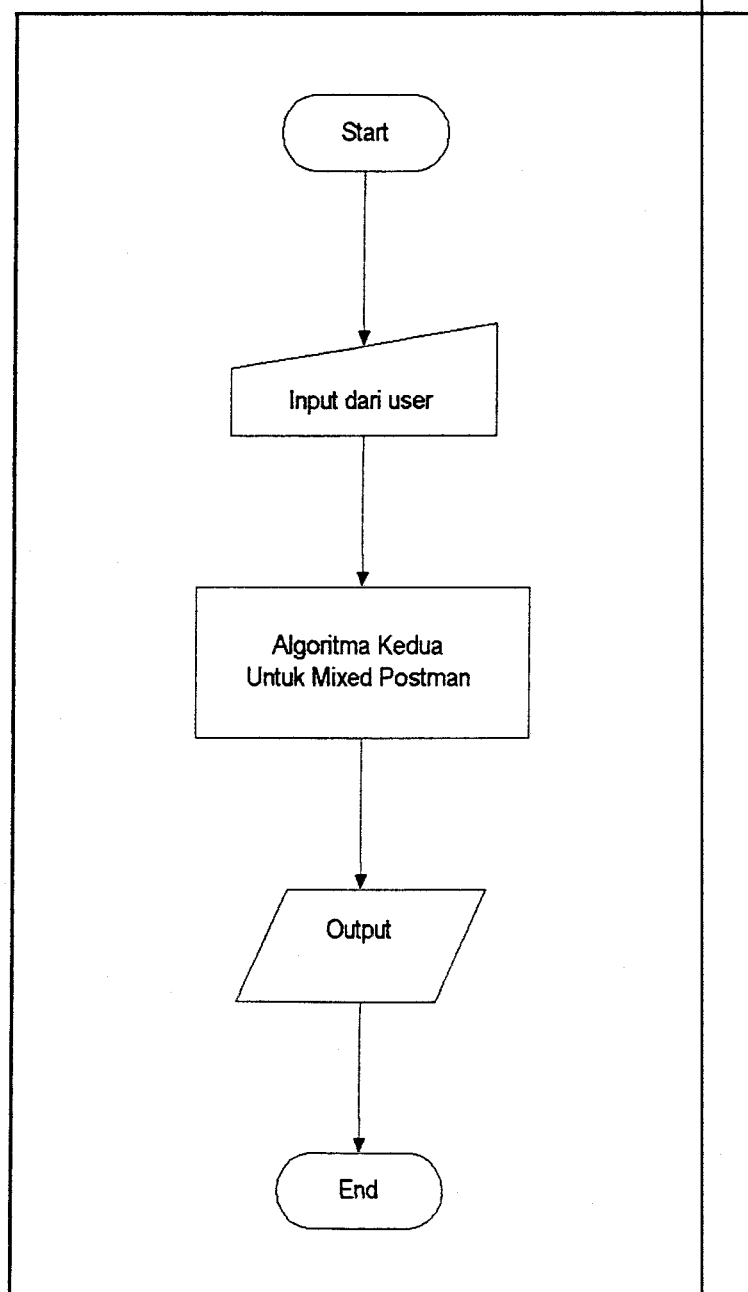 Start
Input dari user
Algoritma Kedua
Untuk Mixed Postman
Output
End